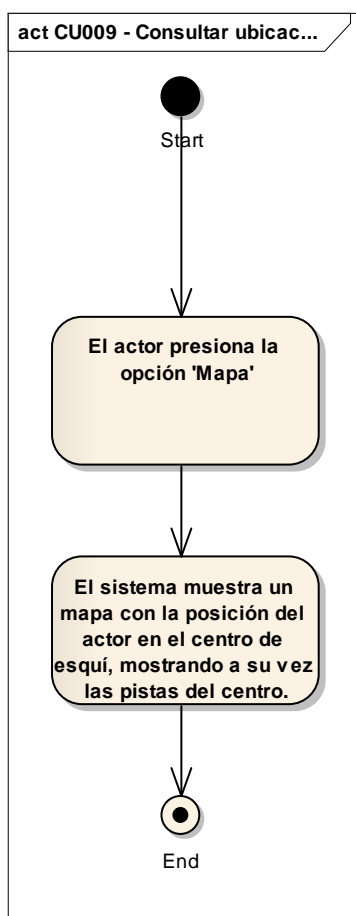 act CU009 - Consultar ubicac...
Start
El actor presiona la
opción 'Mapa'
El sistema muestra un
mapa con la posición del
actor en el centro de
esquí, mostrando a su vez
las pistas del centro.
End